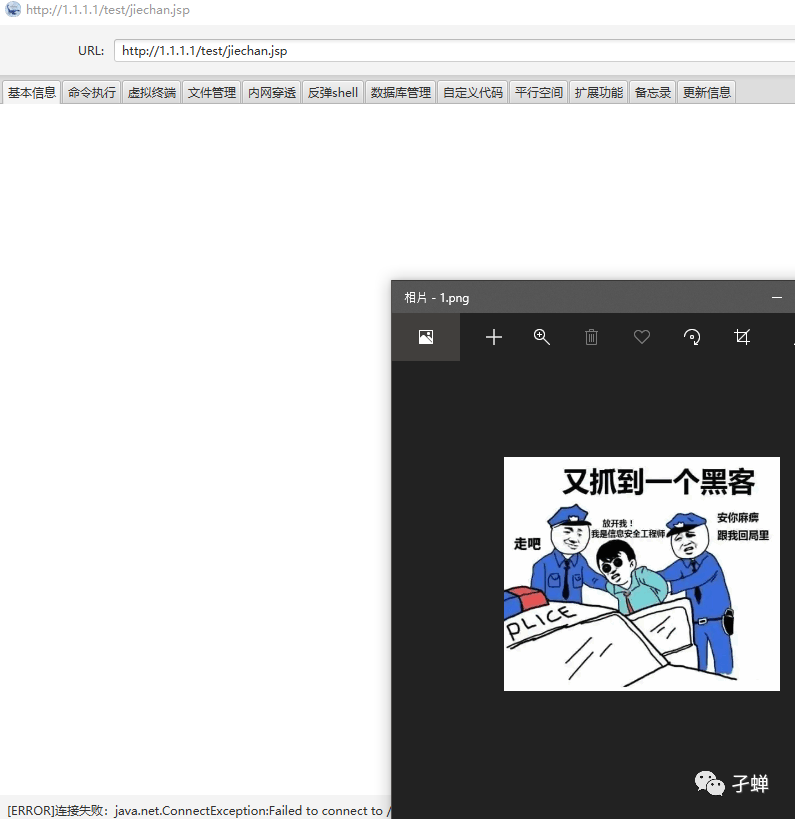 http://1.1.1.1/test/jiechan.jsp
URL: http://1.1.1.1/test/jiechan.jsp
基本信息 命令执行 虚拟终端 文件管理 内网穿透 反弹shell 数据库管理 自定义代码 平行空间 扩展功能 备忘录 更新信息
相片 - 1.png
又抓到一个黑客
走吧
放开我！
我是信息安全工程师
安你麻痹
跟我回局里
PLICE
孑蝉
[ERROR]连接失败：java.net.ConnectException:Failed to connect to /